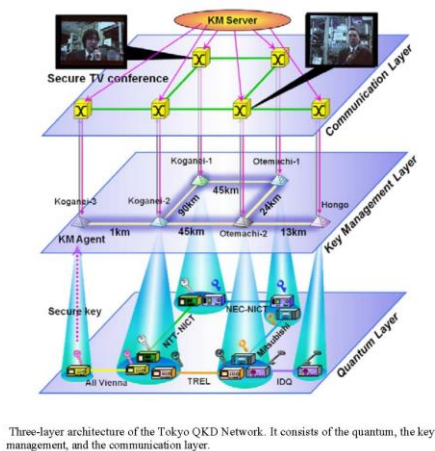 KM Server
Secure TV conference
Communication Layer
Koganei-1
Otemachi-1
45km
Koganei-3
Koganei-2
90km
24km
Hongo
KM Agent
1km
45km
Otemachi-2
13km
Key Management Layer
Secure key
NTT-NICT
NEC-NICT
Mitsubishi
All Vienna
TREL
IDQ
Quantum Layer
Three-layer architecture of the Tokyo QKD Network. It consists of the quantum, the key
management, and the communication layer.